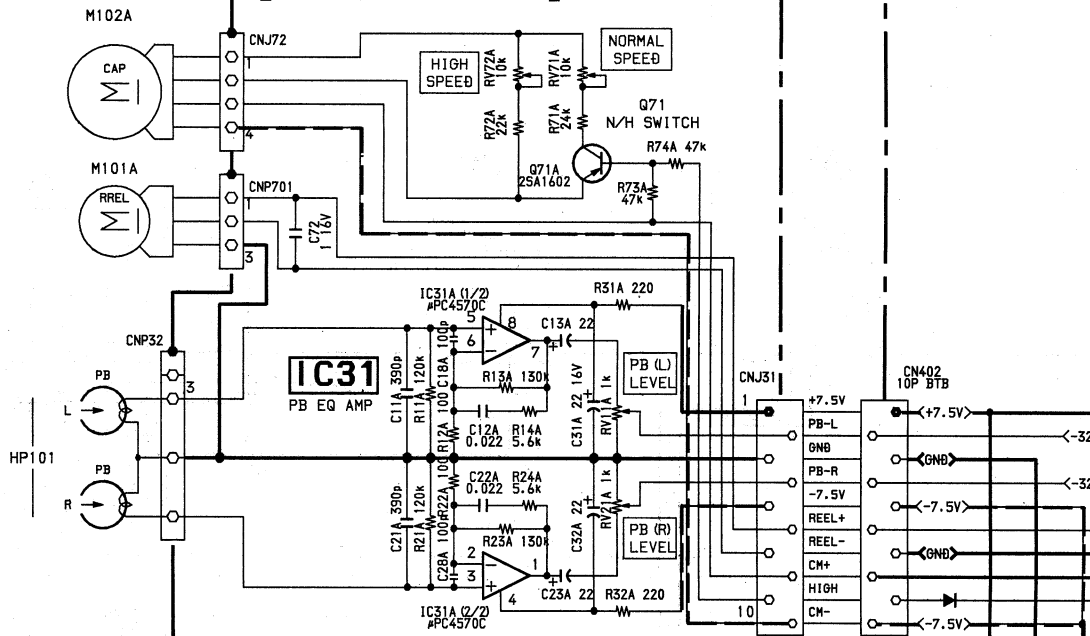 M102A
CAP
M
CNJ72
1
4
HIGH
SPEED
RV72A
10k
RV71A
10k
NORMAL
SPEED
R72A
22k
R71A
24k
Q71
N/H SWITCH
R74A 47k
Q71A
2SA1602
R73A
47k
M101A
RREL
M
CNP701
1
3
C72
1 16V
IC31A (1/2)
µPC4570C
5
6
8
7
R31A 220
C13A 22
C18A 100p
R13A 130k
CNP32
3
PB
L
HP101
PB
R
IC31
PB EQ AMP
C11A 390p
R11A 120k
R12A 100
C12A
0.022
R14A
5.6k
C31A 22 16V
RV11A 1k
PB (L)
LEVEL
C21A 390p
R21A 120k
R22A 100
C28A 100p
C22A
0.022
R24A
5.6k
R23A 130k
C32A 22
RV21A 1k
PB (R)
LEVEL
2
3
1
4
C23A 22
R32A 220
IC31A (2/2)
µPC4570C
CNJ31
1
10
+7.5V
PB-L
GND
PB-R
-7.5V
REEL+
REEL-
CM+
HIGH
CM-
CN402
10P BTB
+7.5V
-32
GND
-32
-7.5V
GND
-7.5V